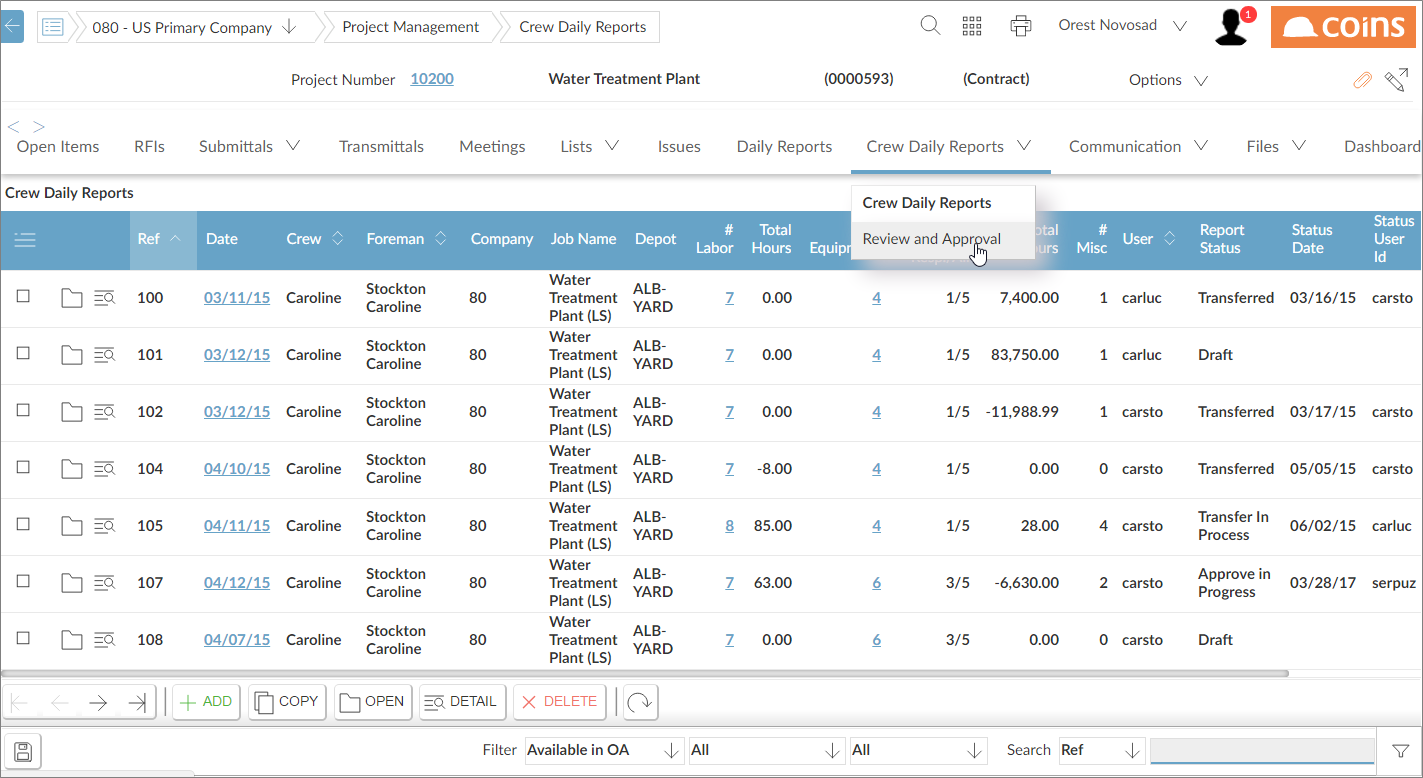 080 - US Primary Company
Project Management
Crew Daily Reports
Orest Novosad
1
coins
Project Number 10200 Water Treatment Plant (0000593) (Contract) Options
< >
Open Items RFIs Submittals Transmittals Meetings Lists Issues Daily Reports Crew Daily Reports Communication Files Dashboard
Crew Daily Reports
Crew Daily Reports
Review and Approval
Ref Date Crew Foreman Company Job Name Depot # Labor Total Hours # Misc User Report Status Status Date Status User Id
100 03/11/15 Caroline Stockton Caroline 80 Water Treatment Plant (LS) ALB-YARD 7 0.00 4 1/5 7,400.00 1 carluc Transferred 03/16/15 carsto
101 03/12/15 Caroline Stockton Caroline 80 Water Treatment Plant (LS) ALB-YARD 7 0.00 4 1/5 83,750.00 1 carluc Draft
102 03/12/15 Caroline Stockton Caroline 80 Water Treatment Plant (LS) ALB-YARD 7 0.00 4 1/5 -11,988.99 1 carsto Transferred 03/17/15 carsto
104 04/10/15 Caroline Stockton Caroline 80 Water Treatment Plant (LS) ALB-YARD 7 -8.00 4 1/5 0.00 0 carsto Transferred 05/05/15 carsto
105 04/11/15 Caroline Stockton Caroline 80 Water Treatment Plant (LS) ALB-YARD 8 85.00 4 1/5 28.00 4 carsto Transfer In Process 06/02/15 carluc
107 04/12/15 Caroline Stockton Caroline 80 Water Treatment Plant (LS) ALB-YARD 7 63.00 6 3/5 -6,630.00 2 carsto Approve in Progress 03/28/17 serpuz
108 04/07/15 Caroline Stockton Caroline 80 Water Treatment Plant (LS) ALB-YARD 7 0.00 6 3/5 0.00 0 carsto Draft
ADD COPY OPEN DETAIL DELETE
Filter Available in OA All All Search Ref